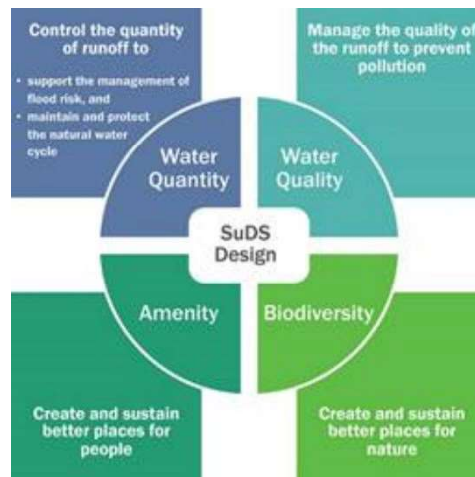 Control the quantity
of runoff to
• support the management of
flood risk, and
• maintain and protect
the natural water
cycle
Manage the quality of
the runoff to prevent
pollution
Water
Quantity
Water
Quality
SuDS
Design
Amenity
Biodiversity
Create and sustain
better places for
people
Create and sustain
better places for
nature